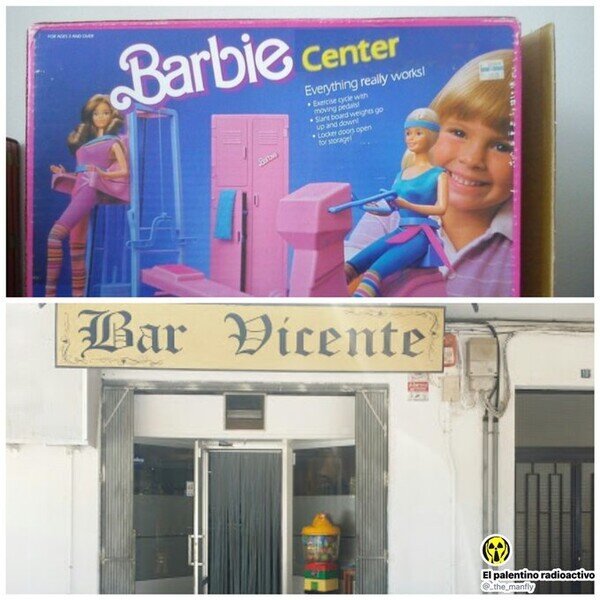 FOR AGES 3 AND OVER
Barbie Center
Everything really works!
• Exercise cycle with
moving pedals!
• Slant board weights go
up and down!
• Locker doors open
for storage!
Barbie
Bar Vicente
El palentino radioactivo
@_the_manfly_